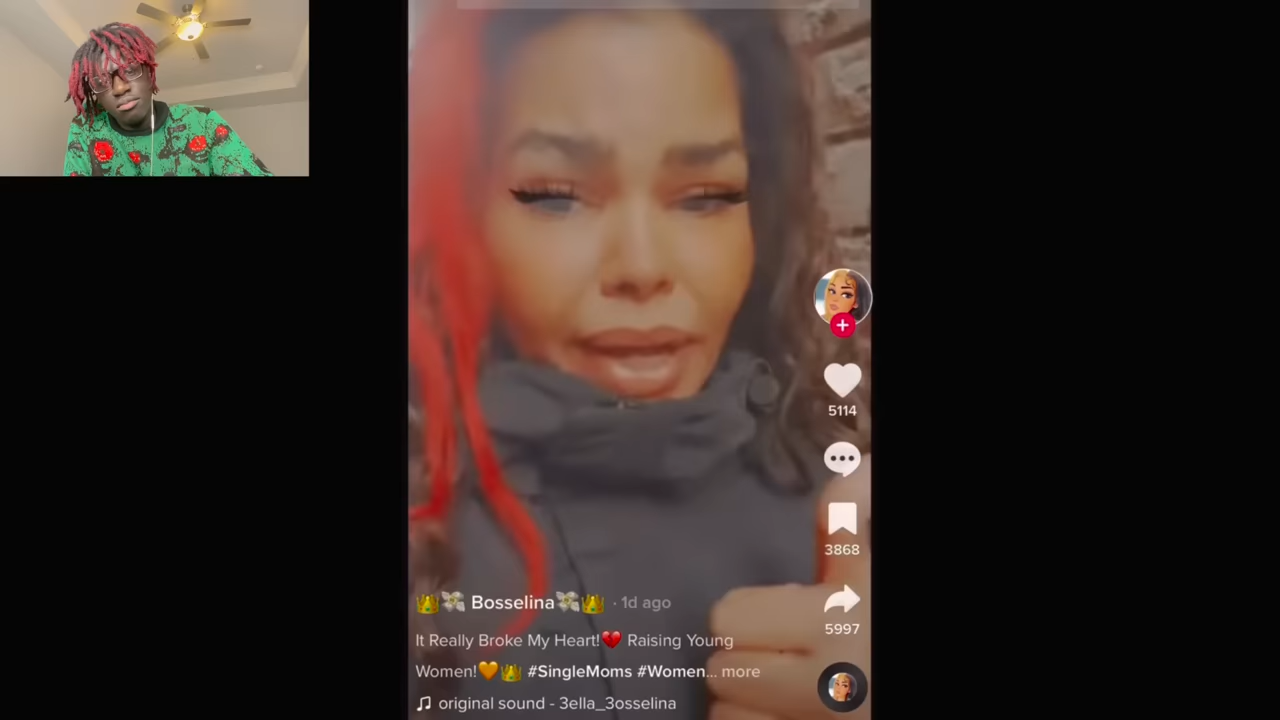 5114
3868
5997
👑💸 Bosselina💸👑 · 1d ago
It Really Broke My Heart!💔 Raising Young
Women!🧡👑 #SingleMoms #Women... more
original sound - 3ella_3osselina